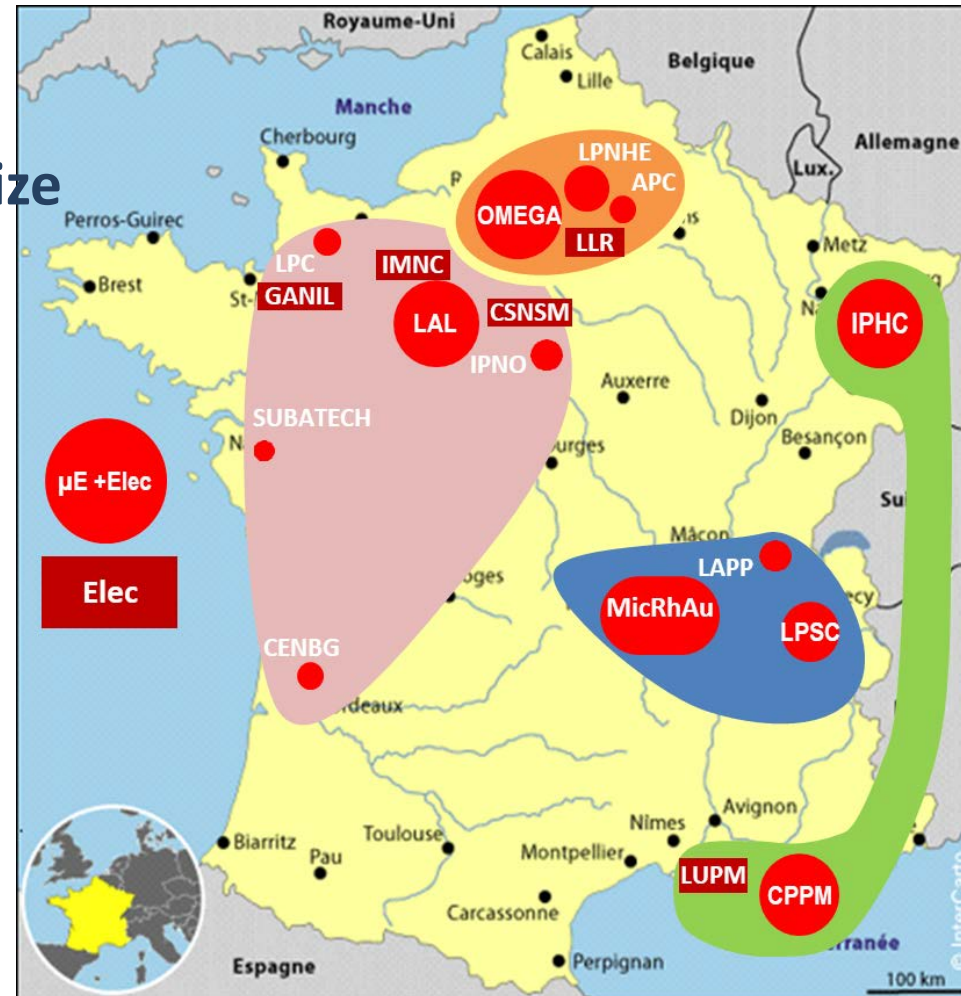 Royaume-Uni
Calais
Belgique
Lille
Manche
Allemagne
Cherbourg
Lux.
LPNHE
APC
ize
OMEGA
Perros-Guirec
LLR
Metz
LPC
IMNC
Brest
GANIL
CSNSM
LAL
IPHC
IPNO
Auxerre
Dijon
SUBATECH
Besançon
µE +Elec
Mâcon
LAPP
Elec
MicRhAu
LPSC
CENBG
Avignon
Nîmes
Biarritz
Toulouse
Montpellier
Pau
LUPM
CPPM
Carcassonne
© InterCarto
Espagne
Perpignan
100 km